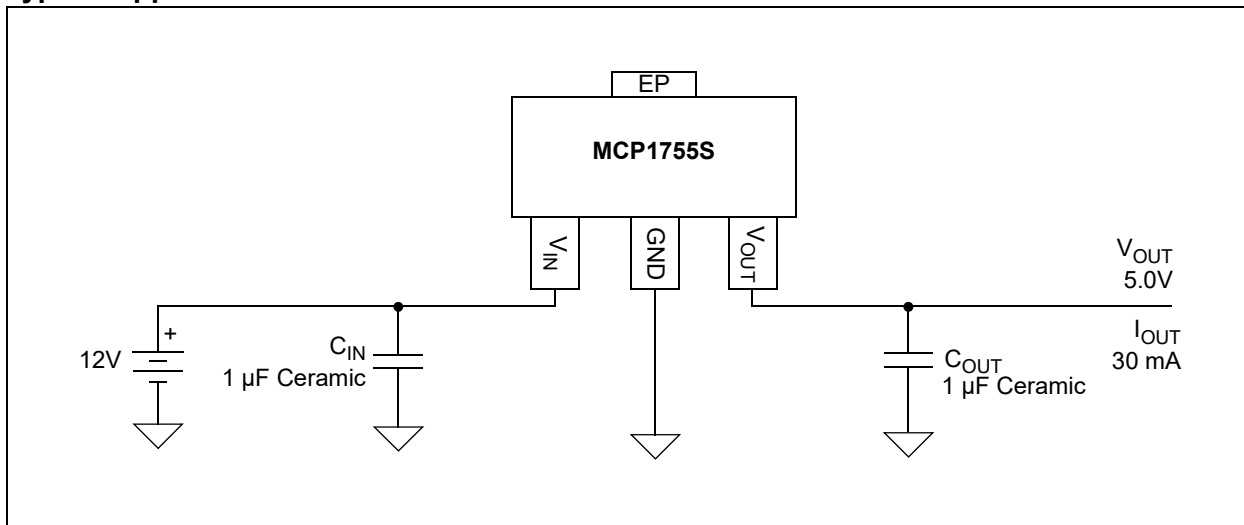 EP
MCP1755S
VIN
GND
VOUT
VOUT
5.0V
IOUT
30 mA
+
12V
CIN
1 µF Ceramic
COUT
1 µF Ceramic